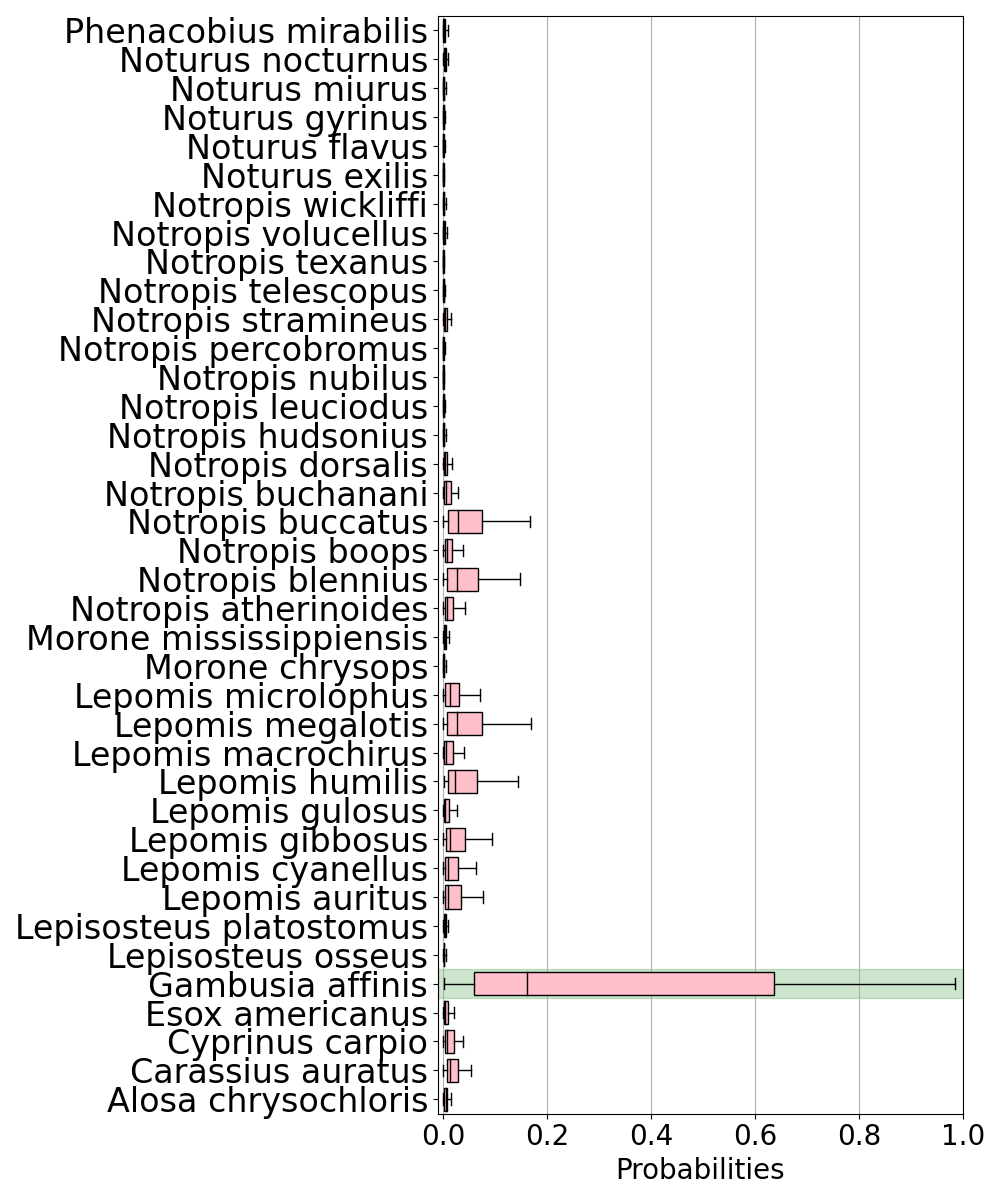 Phenacobius mirabilis
Noturus nocturnus
Noturus miurus
Noturus gyrinus
Noturus flavus
Noturus exilis
Notropis wickliffi
Notropis volucellus
Notropis texanus
Notropis telescopus
Notropis stramineus
Notropis percobromus
Notropis nubilus
Notropis leuciodus
Notropis hudsonius
Notropis dorsalis
Notropis buchanani
Notropis buccatus
Notropis boops
Notropis blennius
Notropis atherinoides
Morone mississippiensis
Morone chrysops
Lepomis microlophus
Lepomis megalotis
Lepomis macrochirus
Lepomis humilis
Lepomis gulosus
Lepomis gibbosus
Lepomis cyanellus
Lepomis auritus
Lepisosteus platostomus
Lepisosteus osseus
Gambusia affinis
Esox americanus
Cyprinus carpio
Carassius auratus
Alosa chrysochloris
0.0 0.2 0.4 0.6 0.8 1.0
Probabilities